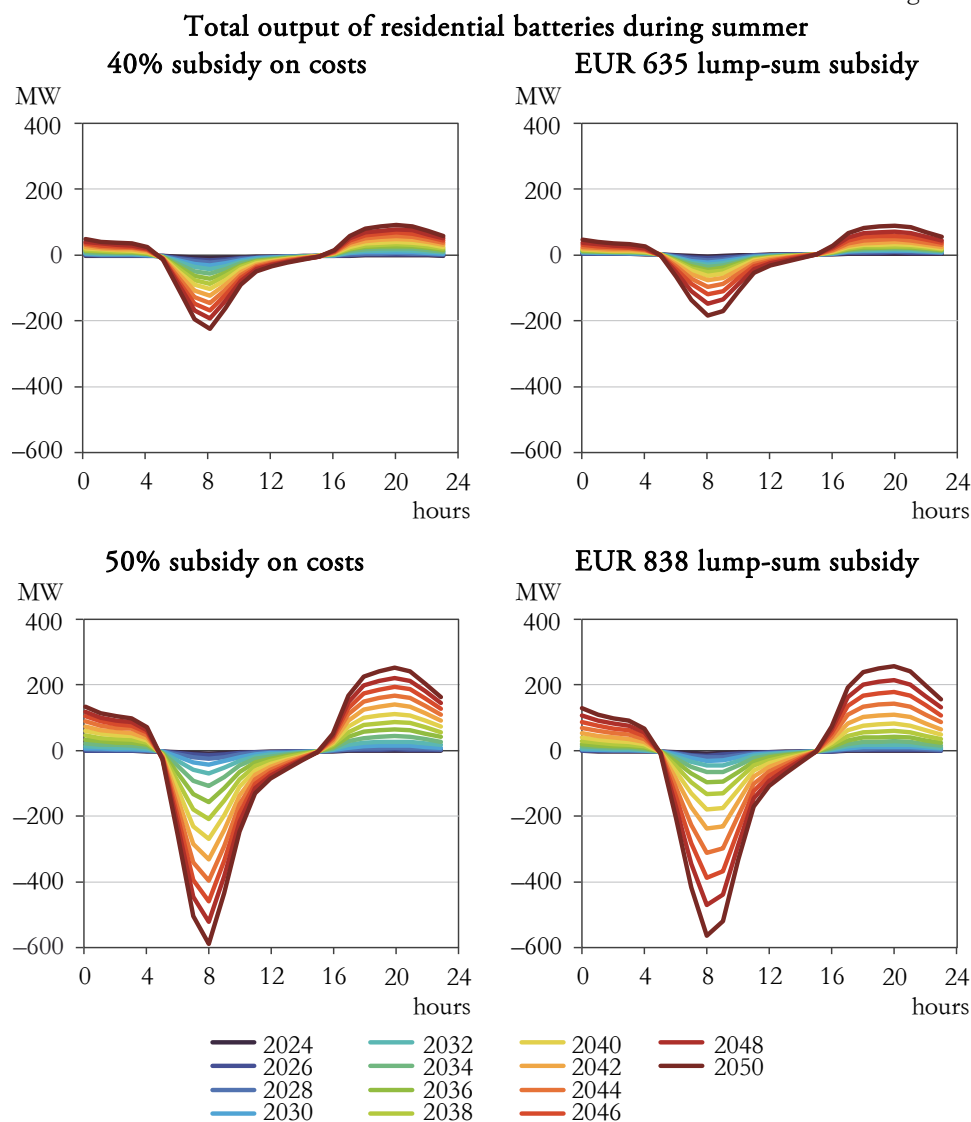 Total output of residential batteries during summer
40% subsidy on costs
MW
400
200
0
–200
–400
–600
0 4 8 12 16 20 24
hours
EUR 635 lump-sum subsidy
MW
400
200
0
–200
–400
–600
0 4 8 12 16 20 24
hours
50% subsidy on costs
MW
400
200
0
–200
–400
–600
0 4 8 12 16 20 24
hours
EUR 838 lump-sum subsidy
MW
400
200
0
–200
–400
–600
0 4 8 12 16 20 24
hours
2024 2032 2040 2048
2026 2034 2042 2050
2028 2036 2044
2030 2038 2046